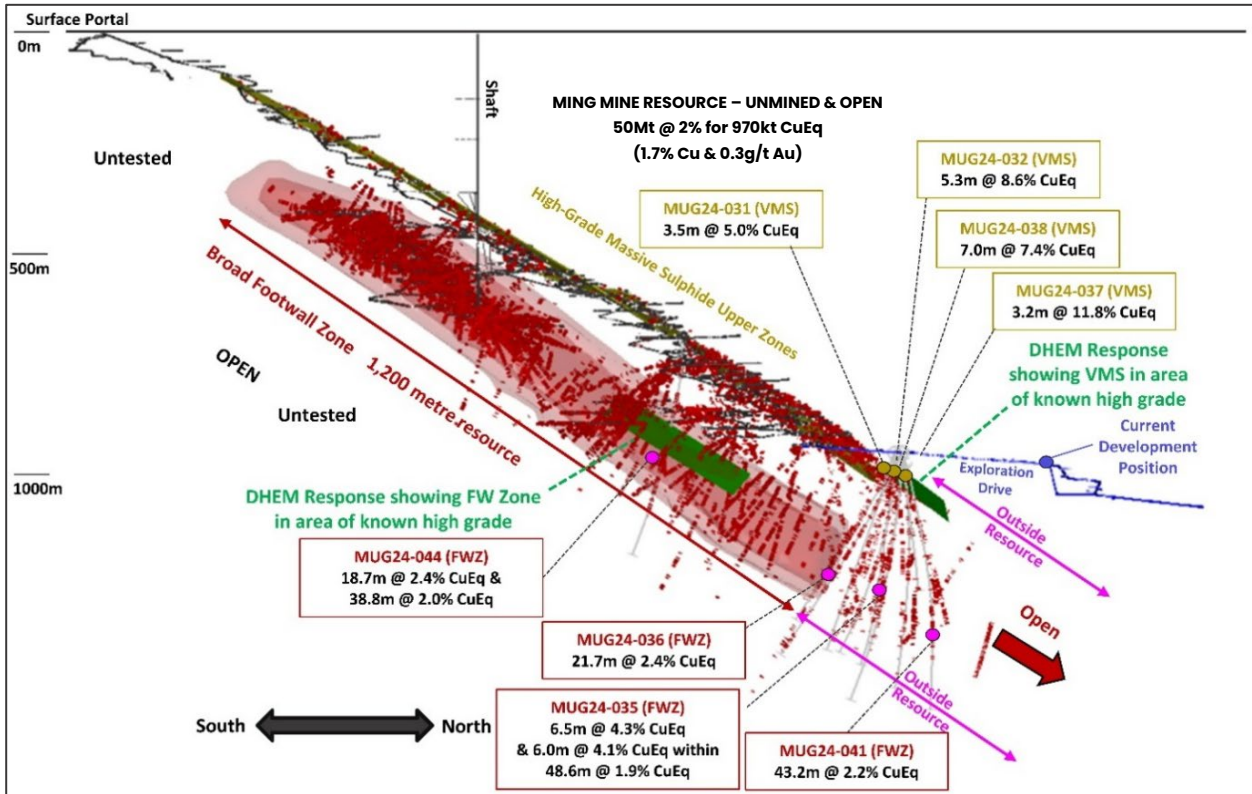 Surface Portal
0m
Shaft
MING MINE RESOURCE – UNMINED & OPEN
50Mt @ 2% for 970kt CuEq
(1.7% Cu & 0.3g/t Au)
Untested
MUG24-032 (VMS)
5.3m @ 8.6% CuEq
MUG24-031 (VMS)
3.5m @ 5.0% CuEq
MUG24-038 (VMS)
7.0m @ 7.4% CuEq
MUG24-037 (VMS)
3.2m @ 11.8% CuEq
High-Grade Massive Sulphide Upper Zones
500m
Broad Footwall Zone 1,200 metre resource
OPEN
Untested
DHEM Response
showing VMS in area
of known high grade
Current
Development
Position
Exploration
Drive
1000m
DHEM Response showing FW Zone
in area of known high grade
Outside
Resource
MUG24-044 (FWZ)
18.7m @ 2.4% CuEq &
38.8m @ 2.0% CuEq
Open
MUG24-036 (FWZ)
21.7m @ 2.4% CuEq
Outside
Resource
South
North
MUG24-035 (FWZ)
6.5m @ 4.3% CuEq
& 6.0m @ 4.1% CuEq within
48.6m @ 1.9% CuEq
MUG24-041 (FWZ)
43.2m @ 2.2% CuEq